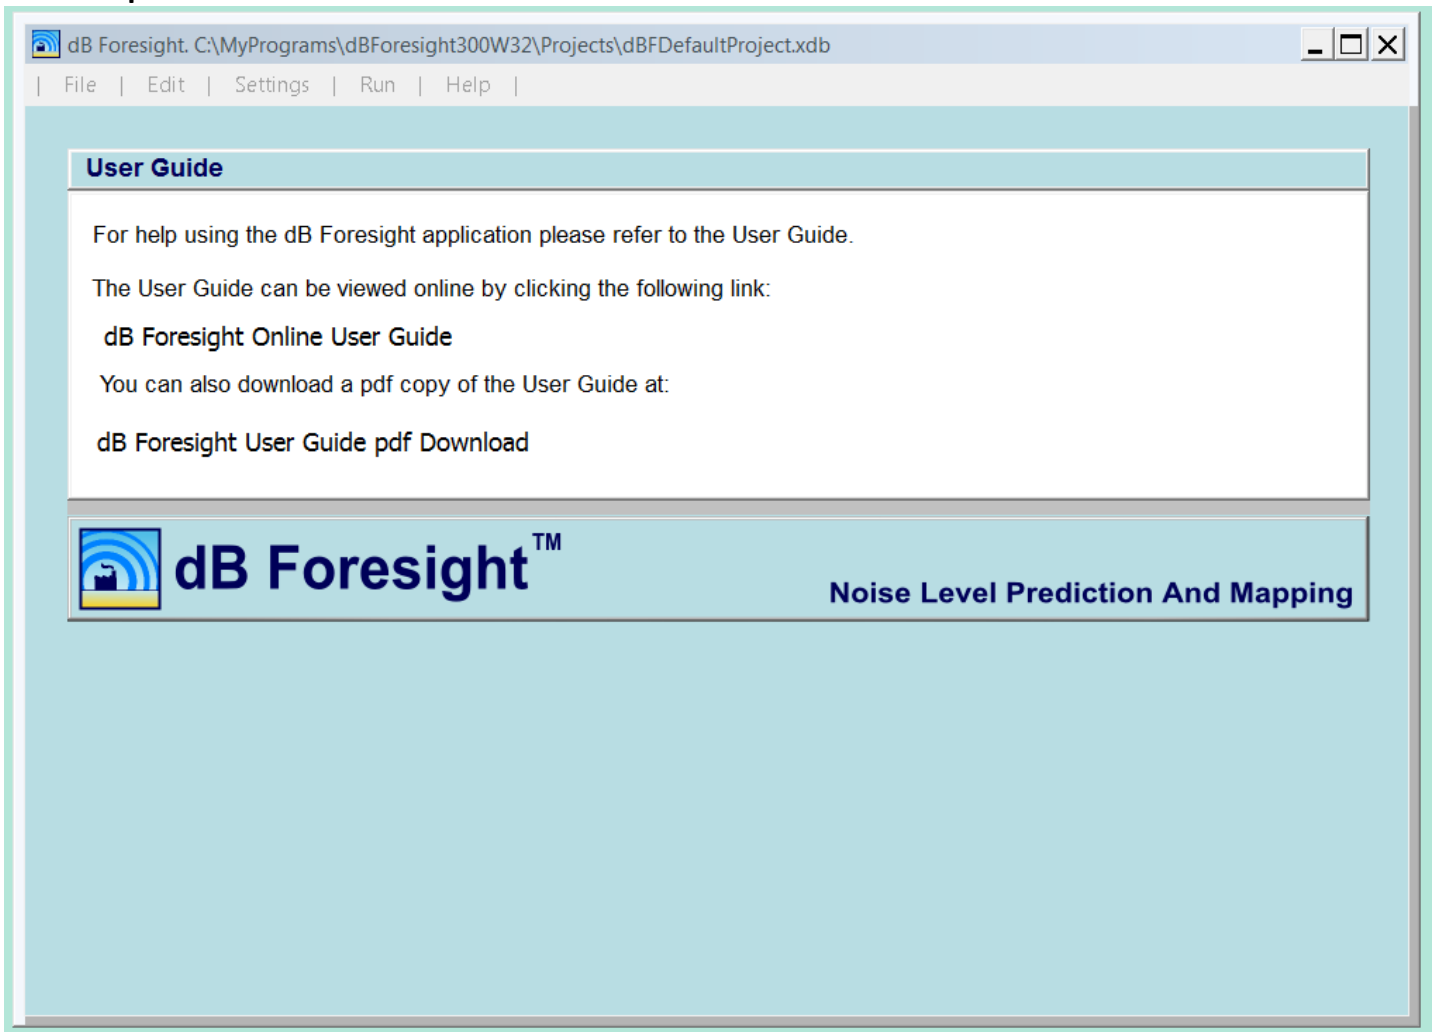 dB Foresight. C:\MyPrograms\dBForesight300W32\Projects\dBFDefaultProject.xdb
| File | Edit | Settings | Run | Help |
User Guide
For help using the dB Foresight application please refer to the User Guide.
The User Guide can be viewed online by clicking the following link:
dB Foresight Online User Guide
You can also download a pdf copy of the User Guide at:
dB Foresight User Guide pdf Download
dB Foresight™
Noise Level Prediction And Mapping